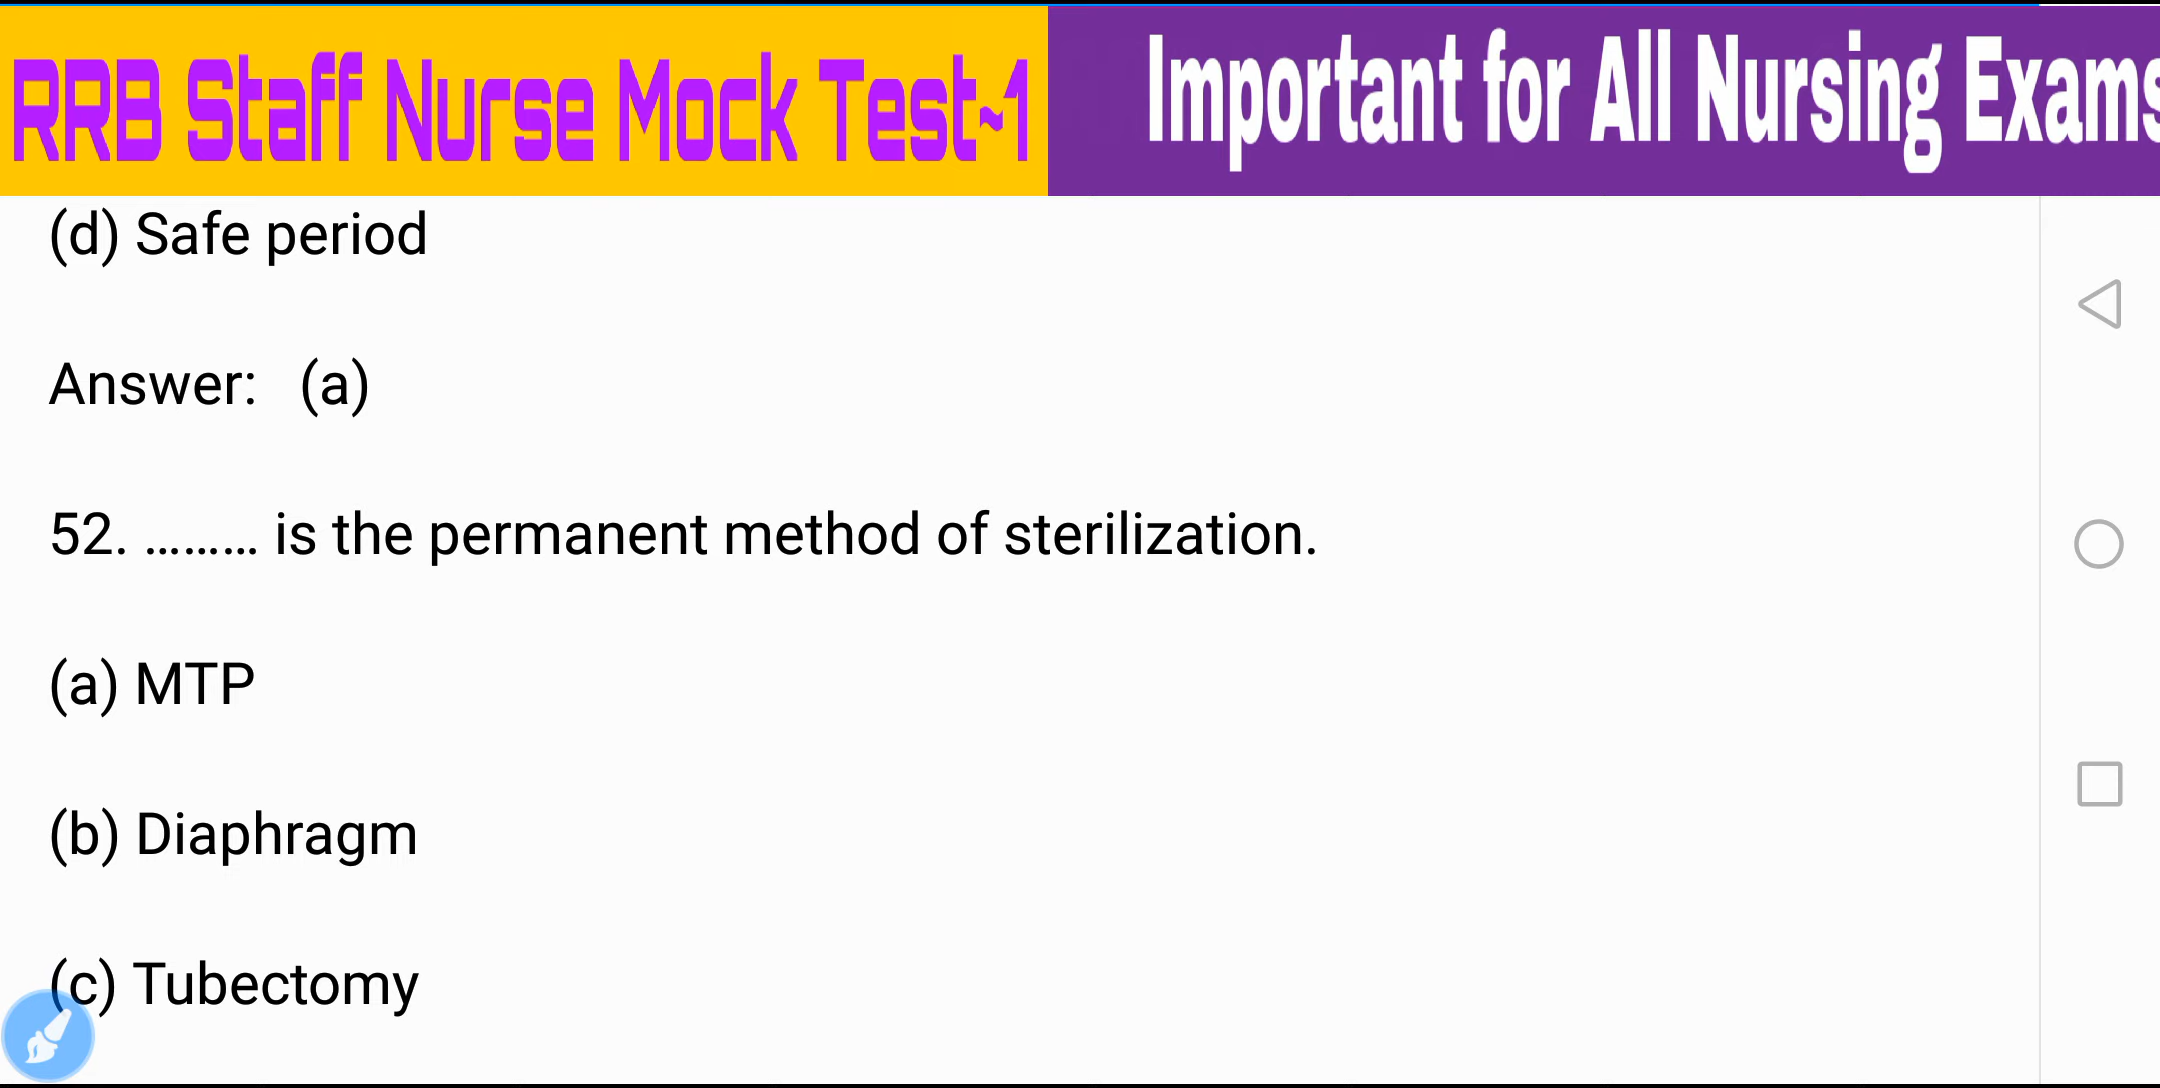 RRB Staff Nurse Mock Test~1
Important for All Nursing Exams
(d) Safe period
Answer: (a)
52. ......... is the permanent method of sterilization.
(a) MTP
(b) Diaphragm
(c) Tubectomy